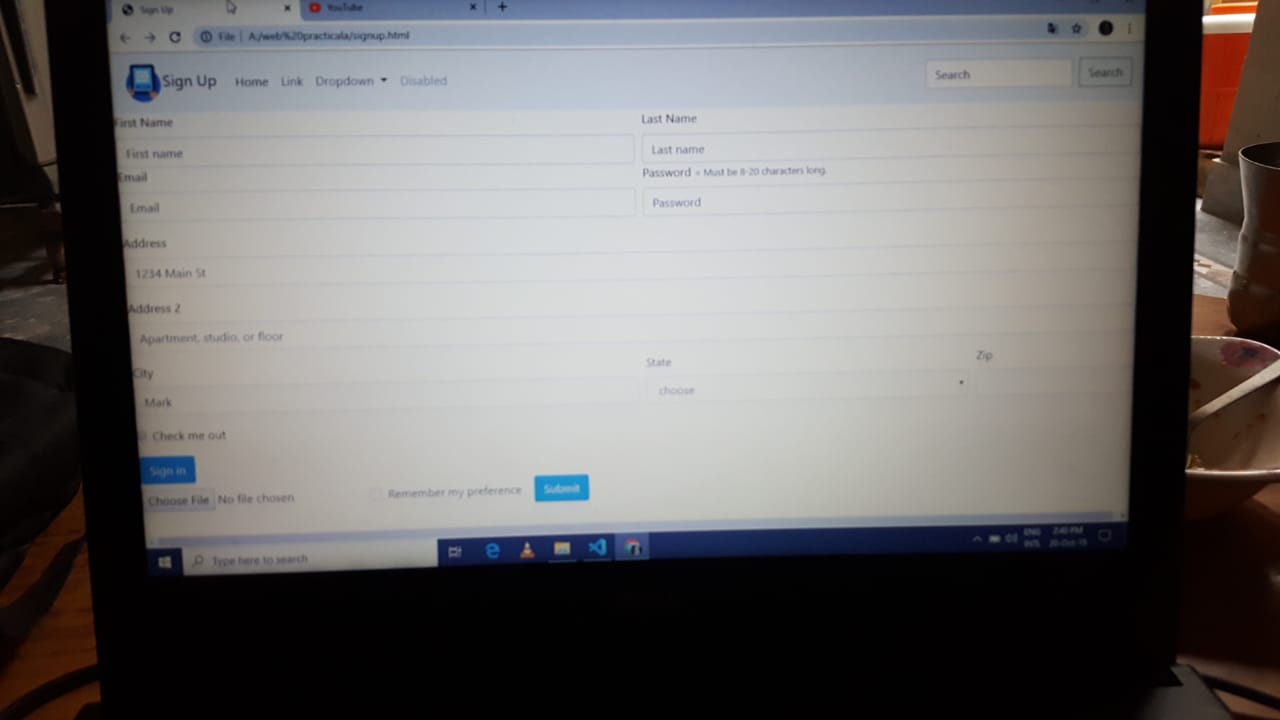 Sign Up YouTube
File A:/web%20practicala/signup.html
Sign Up Home Link Dropdown Disabled Search Search
First Name Last Name
First name Last name
Email Password = Must be 8-20 characters long.
Email Password
Address
1234 Main St
Address 2
Apartment, studio, or floor
City State Zip
Mark choose
Check me out
Sign in
Choose File No file chosen Remember my preference Submit
Type here to search ENG 2:40 PM
INTL 20-Oct-19